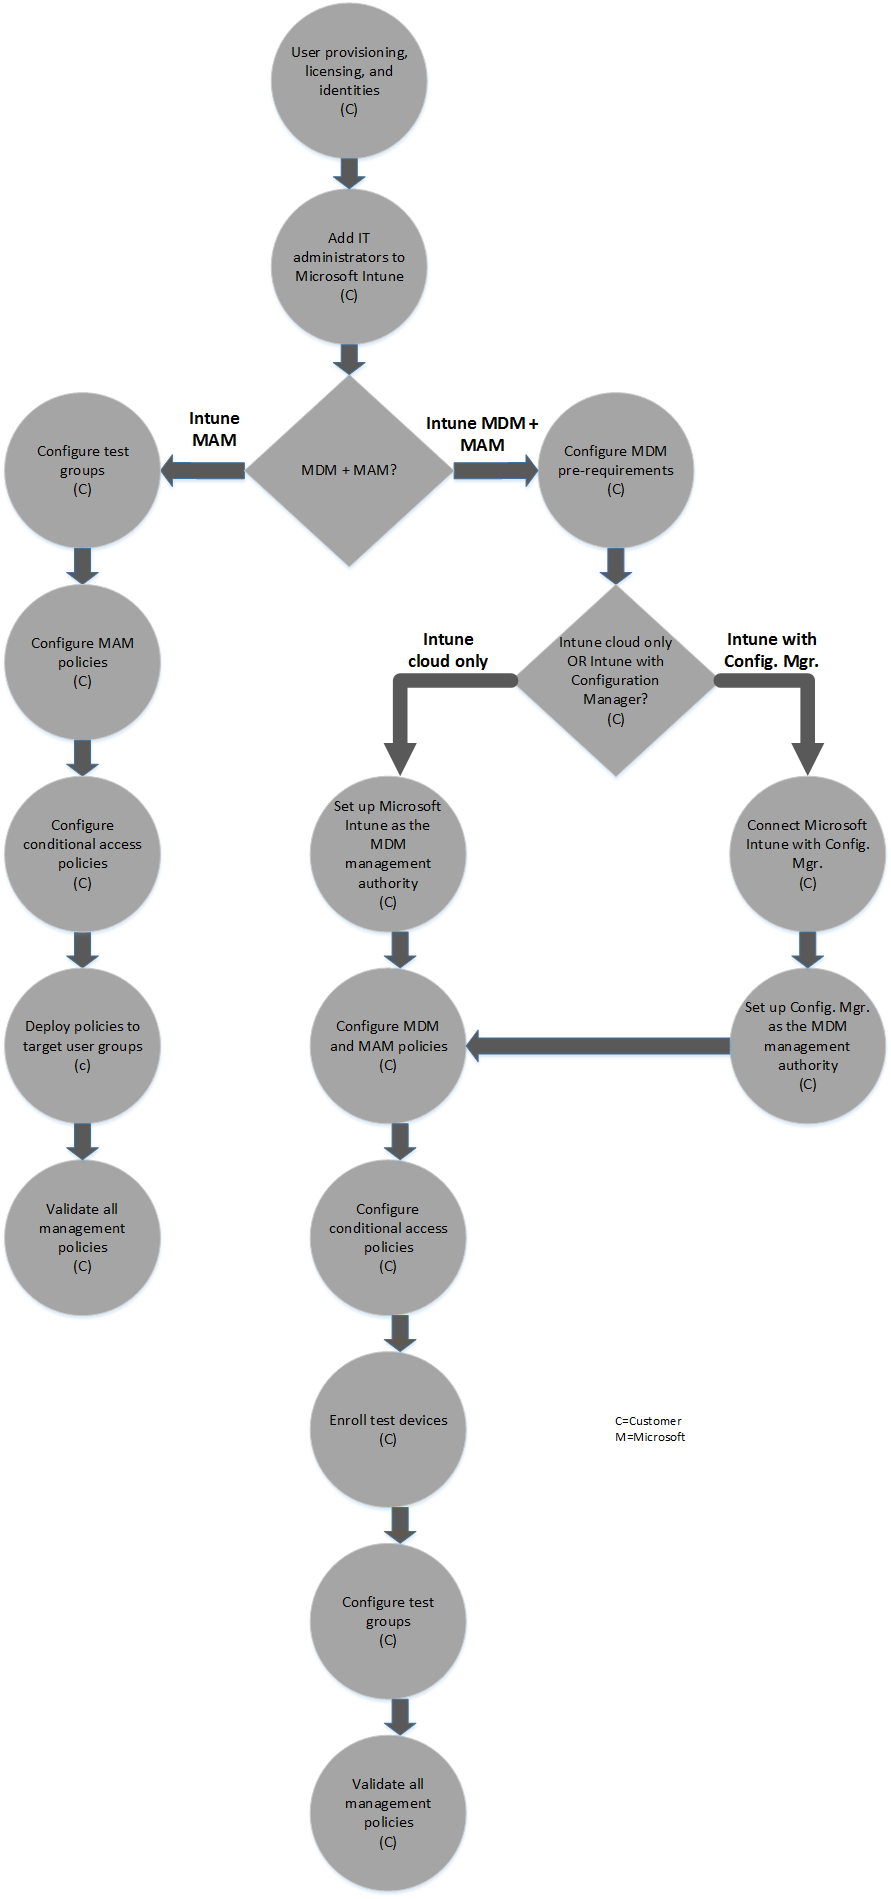 User provisioning,
licensing, and
identities
(C)
Add IT
administrators to
Microsoft Intune
(C)
Intune
MAM
MDM + MAM?
Intune MDM +
MAM
Configure test
groups
(C)
Configure MDM
pre-requirements
(C)
Configure MAM
policies
(C)
Intune
cloud only
Intune cloud only
OR Intune with
Configuration
Manager?
(C)
Intune with
Config. Mgr.
Configure
conditional access
policies
(C)
Set up Microsoft
Intune as the
MDM
management
authority
(C)
Connect Microsoft
Intune with Config.
Mgr.
(C)
Deploy policies to
target user groups
(c)
Configure MDM
and MAM policies
(C)
Set up Config. Mgr.
as the MDM
management
authority
(C)
Validate all
management
policies
(C)
Configure
conditional access
policies
(C)
Enroll test devices
(C)
C=Customer
M=Microsoft
Configure test
groups
(C)
Validate all
management
policies
(C)